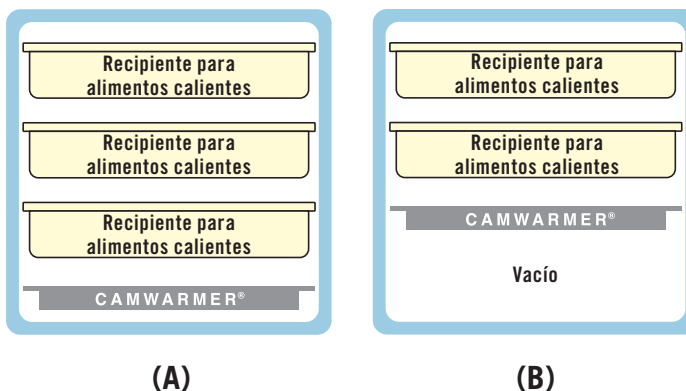 Recipiente para
alimentos calientes
Recipiente para
alimentos calientes
Recipiente para
alimentos calientes
CAMWARMER®
(A)
Recipiente para
alimentos calientes
Recipiente para
alimentos calientes
CAMWARMER®
Vacío
(B)